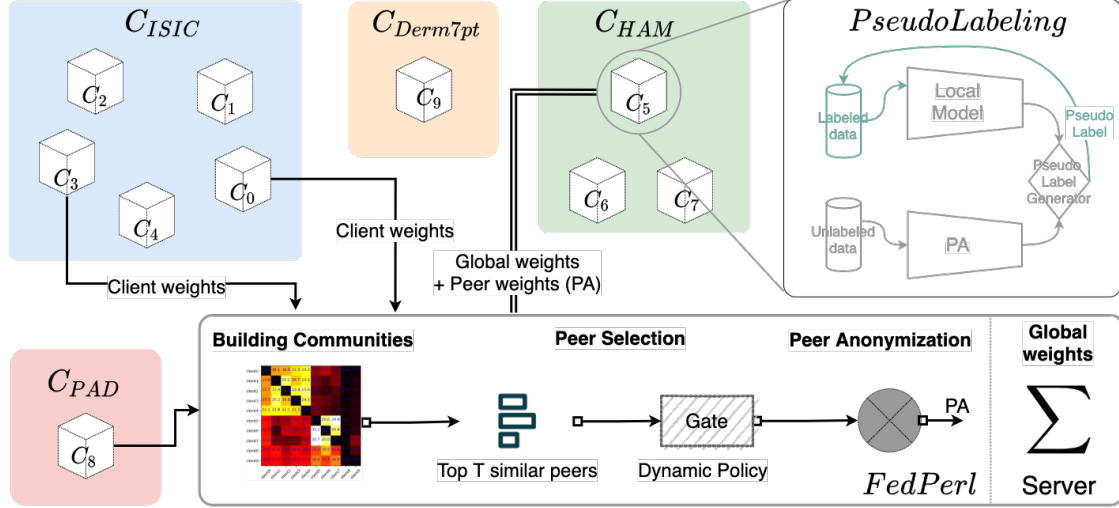 C_ISIC
C_2
C_1
C_3
C_0
C_4
C_Derm7pt
C_9
C_HAM
C_5
C_6
C_7
PseudoLabeling
Labeled
data
Local
Model
Pseudo
Label
Pseudo
Label
Generator
Unlabeled
data
PA
Client weights
Client weights
Global weights
+ Peer weights (PA)
C_PAD
C_8
Building Communities
Peer Selection
Peer Anonymization
Global
weights
Top T similar peers
Gate
Dynamic Policy
PA
FedPerl
Server